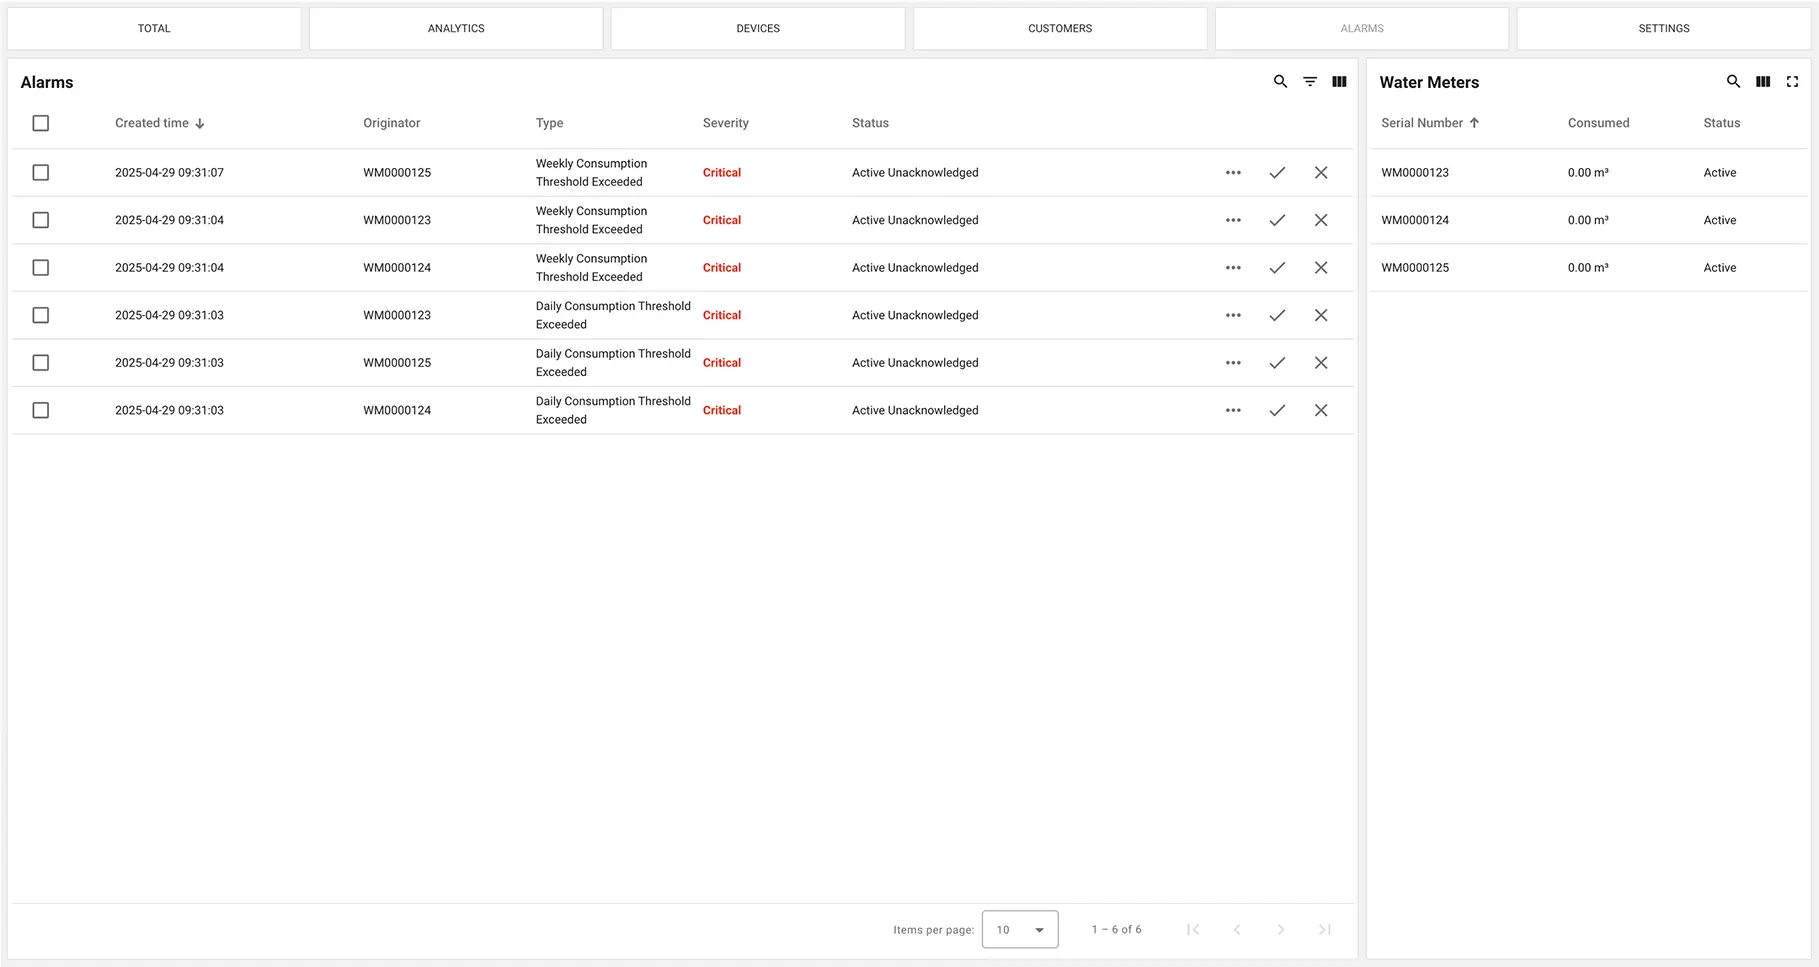 TOTAL ANALYTICS DEVICES CUSTOMERS ALARMS SETTINGS
Alarms
Created time Originator Type Severity Status
2025-04-29 09:31:07 WM0000125 Weekly Consumption Threshold Exceeded Critical Active Unacknowledged
2025-04-29 09:31:04 WM0000123 Weekly Consumption Threshold Exceeded Critical Active Unacknowledged
2025-04-29 09:31:04 WM0000124 Weekly Consumption Threshold Exceeded Critical Active Unacknowledged
2025-04-29 09:31:03 WM0000123 Daily Consumption Threshold Exceeded Critical Active Unacknowledged
2025-04-29 09:31:03 WM0000125 Daily Consumption Threshold Exceeded Critical Active Unacknowledged
2025-04-29 09:31:03 WM0000124 Daily Consumption Threshold Exceeded Critical Active Unacknowledged
Items per page: 10 1 – 6 of 6
Water Meters
Serial Number Consumed Status
WM0000123 0.00 m³ Active
WM0000124 0.00 m³ Active
WM0000125 0.00 m³ Active